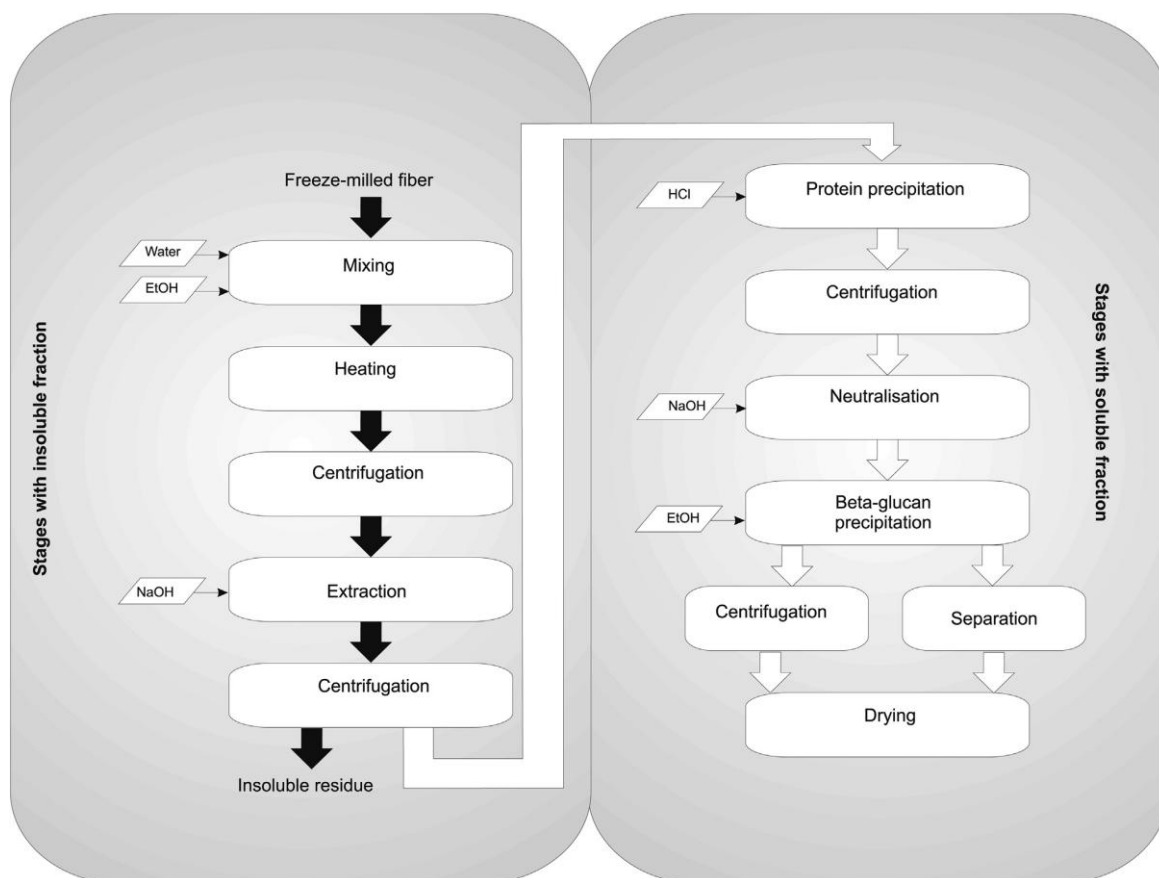 Stages with insoluble fraction
Freeze-milled fiber
Water
EtOH
Mixing
Heating
Centrifugation
NaOH
Extraction
Centrifugation
Insoluble residue
HCl
Protein precipitation
Centrifugation
NaOH
Neutralisation
EtOH
Beta-glucan
precipitation
Centrifugation
Separation
Drying
Stages with soluble fraction